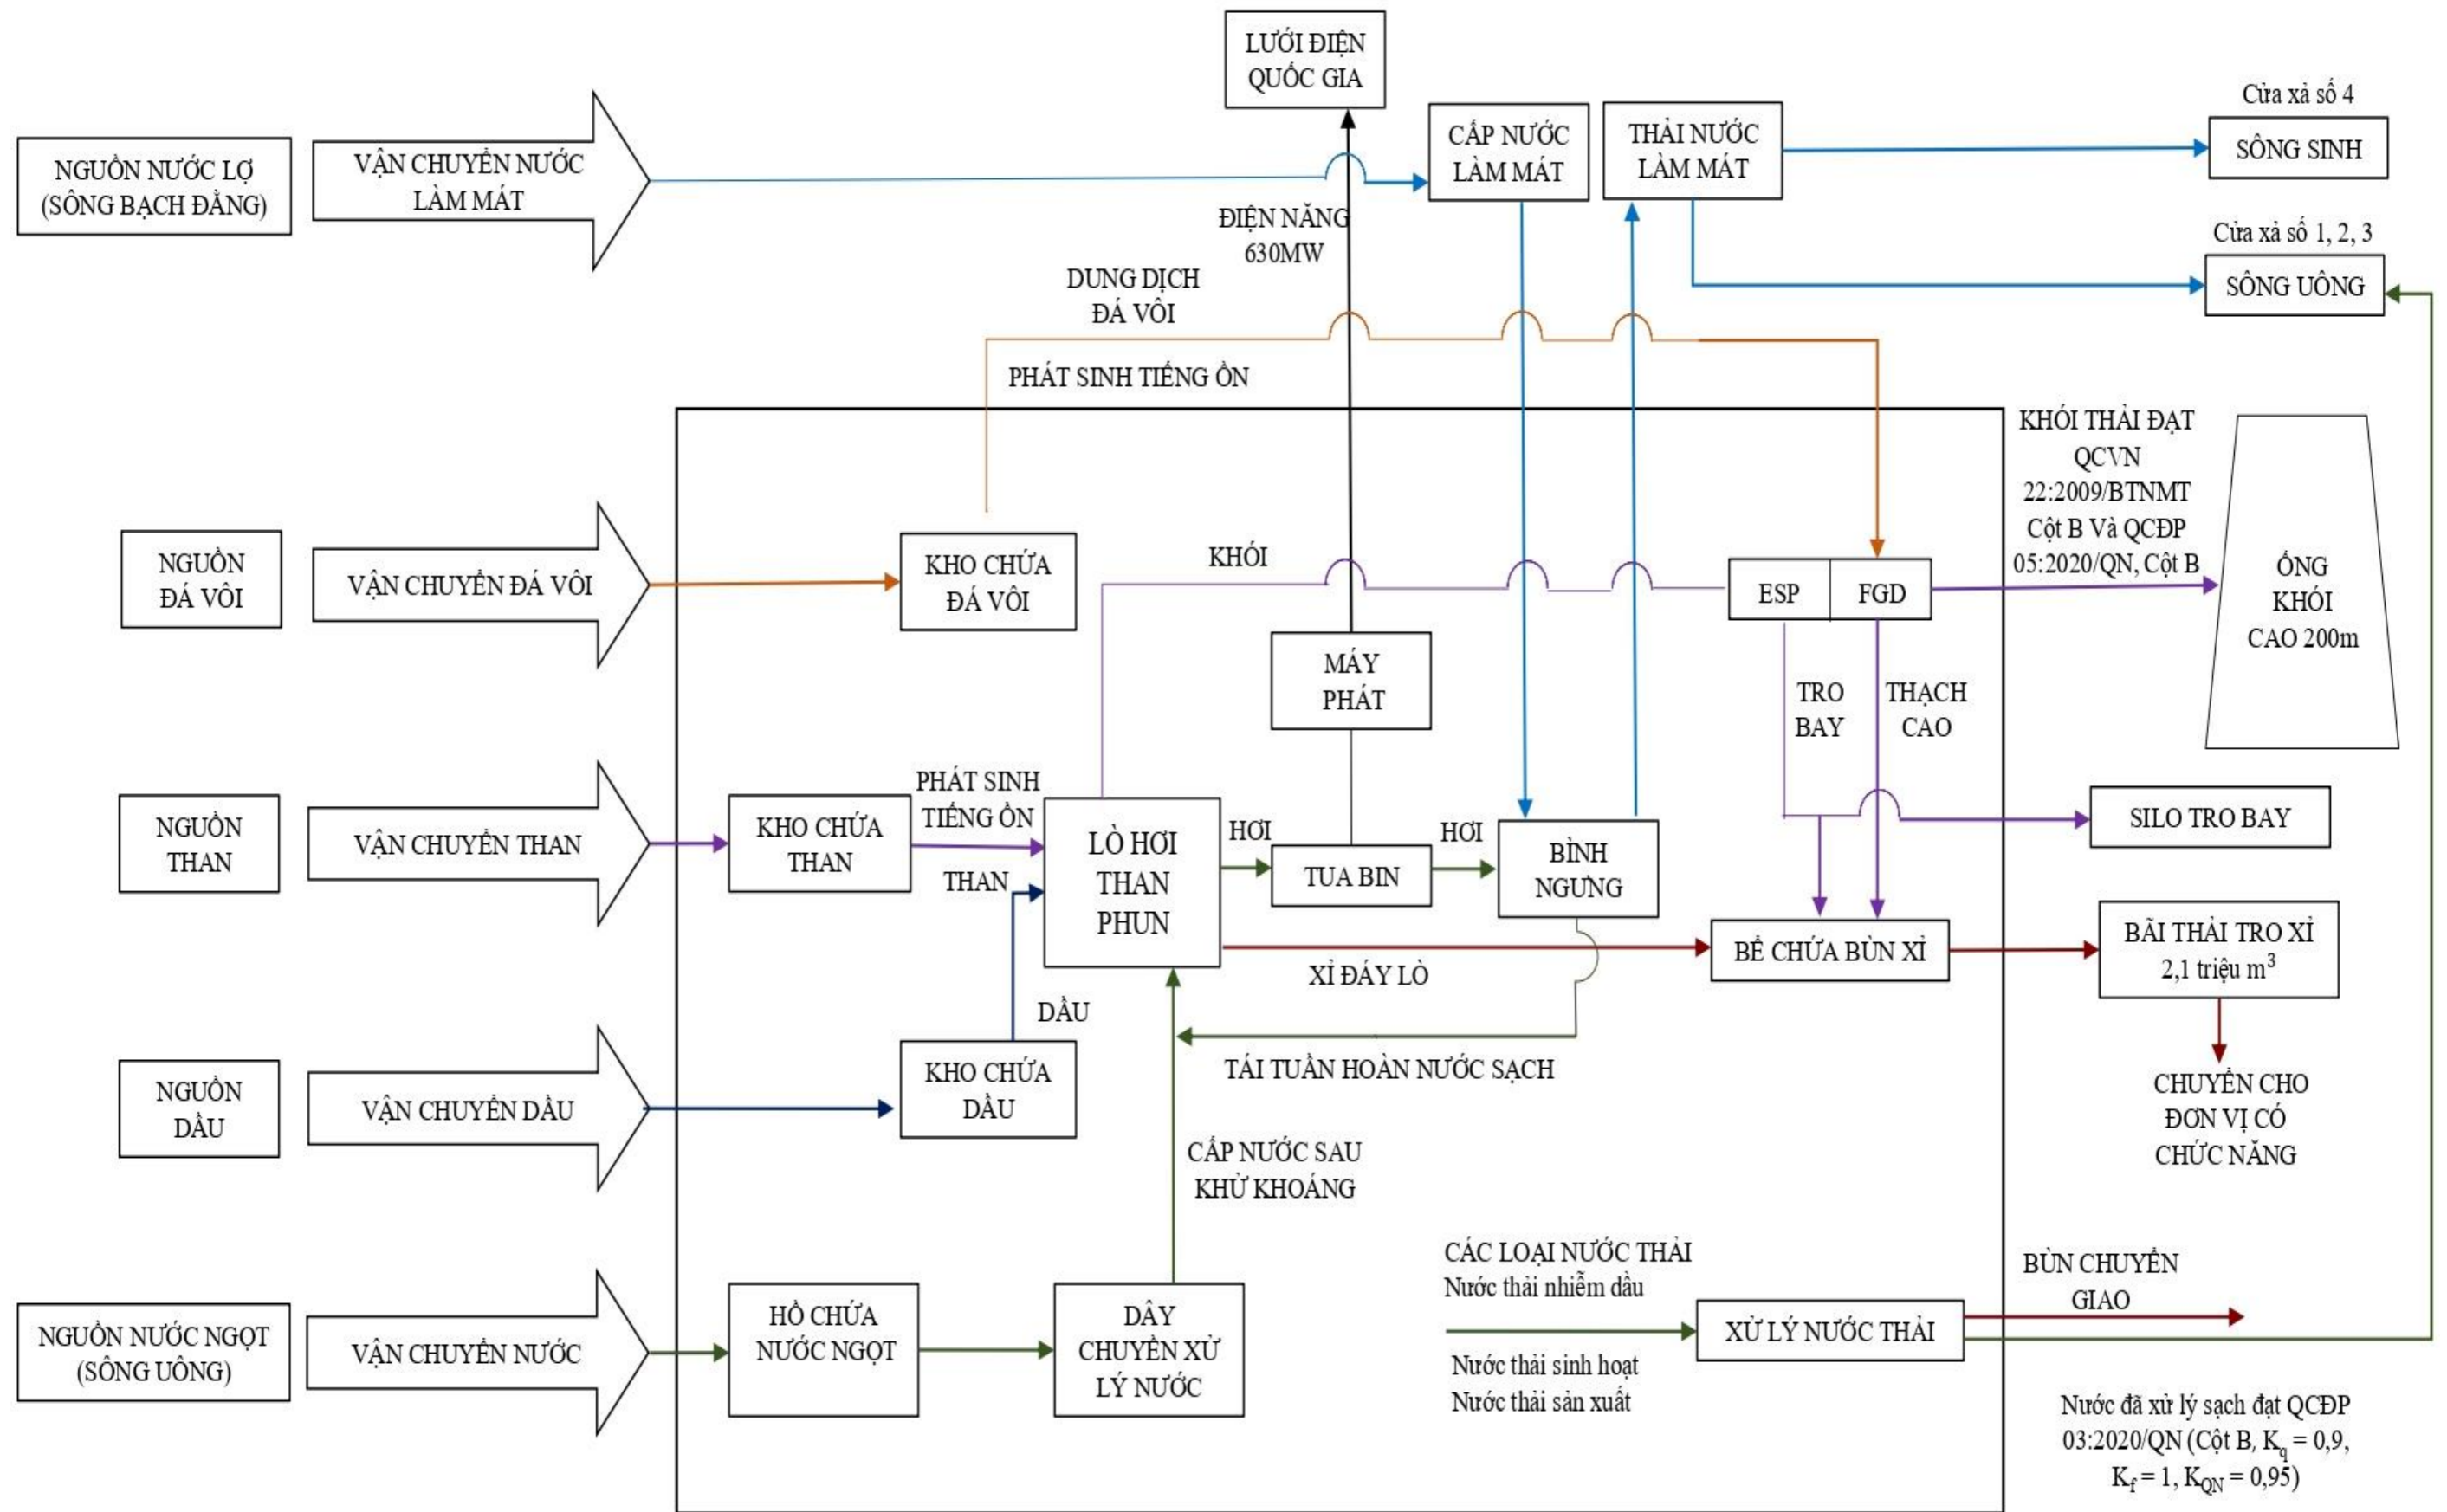 LƯỚI ĐIỆN
QUỐC GIA
Cửa xả số 4
NGUỒN NƯỚC LỢ
(SÔNG BẠCH ĐẰNG)
VẬN CHUYỂN NƯỚC
LÀM MÁT
CẤP NƯỚC
LÀM MÁT
THẢI NƯỚC
LÀM MÁT
SÔNG SINH
ĐIỆN NĂNG
630MW
Cửa xả số 1, 2, 3
SÔNG UÔNG
DUNG DỊCH
ĐÁ VÔI
PHÁT SINH TIẾNG ỒN
KHÓI THẢI ĐẠT
QCVN
22:2009/BTNMT
Cột B Và QCĐP
05:2020/QN, Cột B
NGUỒN
ĐÁ VÔI
VẬN CHUYỂN ĐÁ VÔI
KHO CHỨA
ĐÁ VÔI
KHÓI
ESP
FGD
ỐNG
KHÓI
CAO 200m
MÁY
PHÁT
TRO
BAY
THẠCH
CAO
NGUỒN
THAN
VẬN CHUYỂN THAN
KHO CHỨA
THAN
PHÁT SINH
TIẾNG ỒN
THAN
LÒ HƠI
THAN
PHUN
HƠI
TUA BIN
HƠI
BÌNH
NGƯNG
SILO TRO BAY
XỈ ĐÁY LÒ
BỂ CHỨA BÙN XỈ
BÃI THẢI TRO XỈ
2,1 triệu m³
CHUYỂN CHO
ĐƠN VỊ CÓ
CHỨC NĂNG
NGUỒN
DẦU
VẬN CHUYỂN DẦU
KHO CHỨA
DẦU
DẦU
TÁI TUẦN HOÀN NƯỚC SẠCH
CẤP NƯỚC SAU
KHỬ KHOÁNG
NGUỒN NƯỚC NGỌT
(SÔNG UÔNG)
VẬN CHUYỂN NƯỚC
HỒ CHỨA
NƯỚC NGỌT
DÂY
CHUYỀN XỬ
LÝ NƯỚC
CÁC LOẠI NƯỚC THẢI
Nước thải nhiễm dầu
Nước thải sinh hoạt
Nước thải sản xuất
XỬ LÝ NƯỚC THẢI
BÙN CHUYỂN
GIAO
Nước đã xử lý sạch đạt QCĐP
03:2020/QN (Cột B, Kq = 0,9,
Kf = 1, KQN = 0,95)